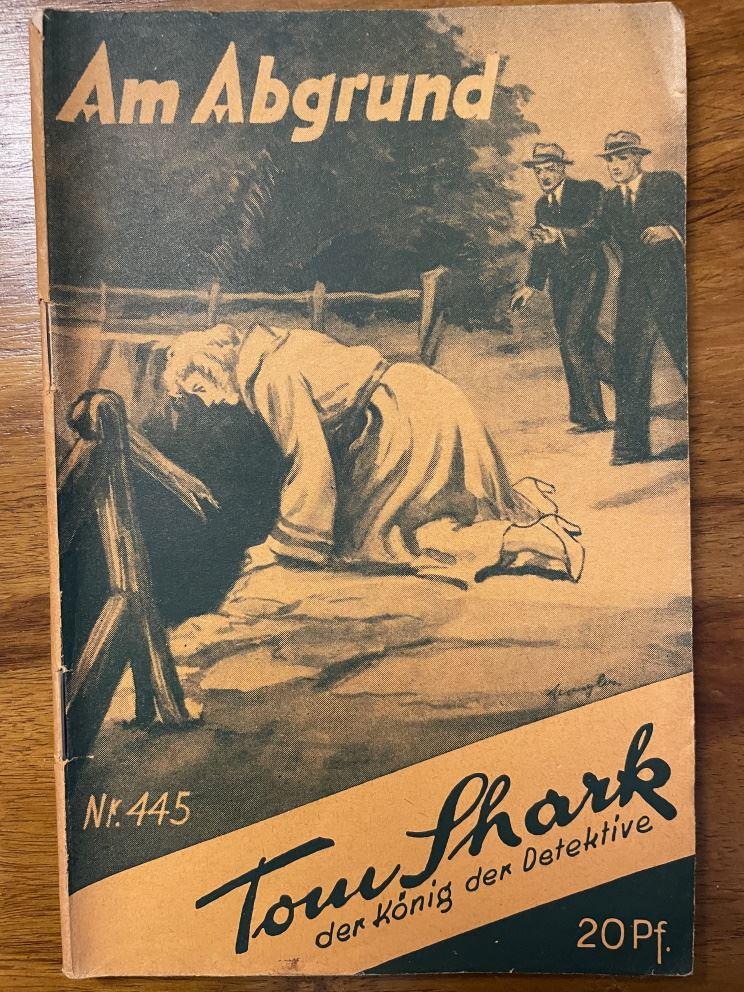 Am Abgrund
Nr. 445
Tom Shark
der König der Detektive
20 Pf.